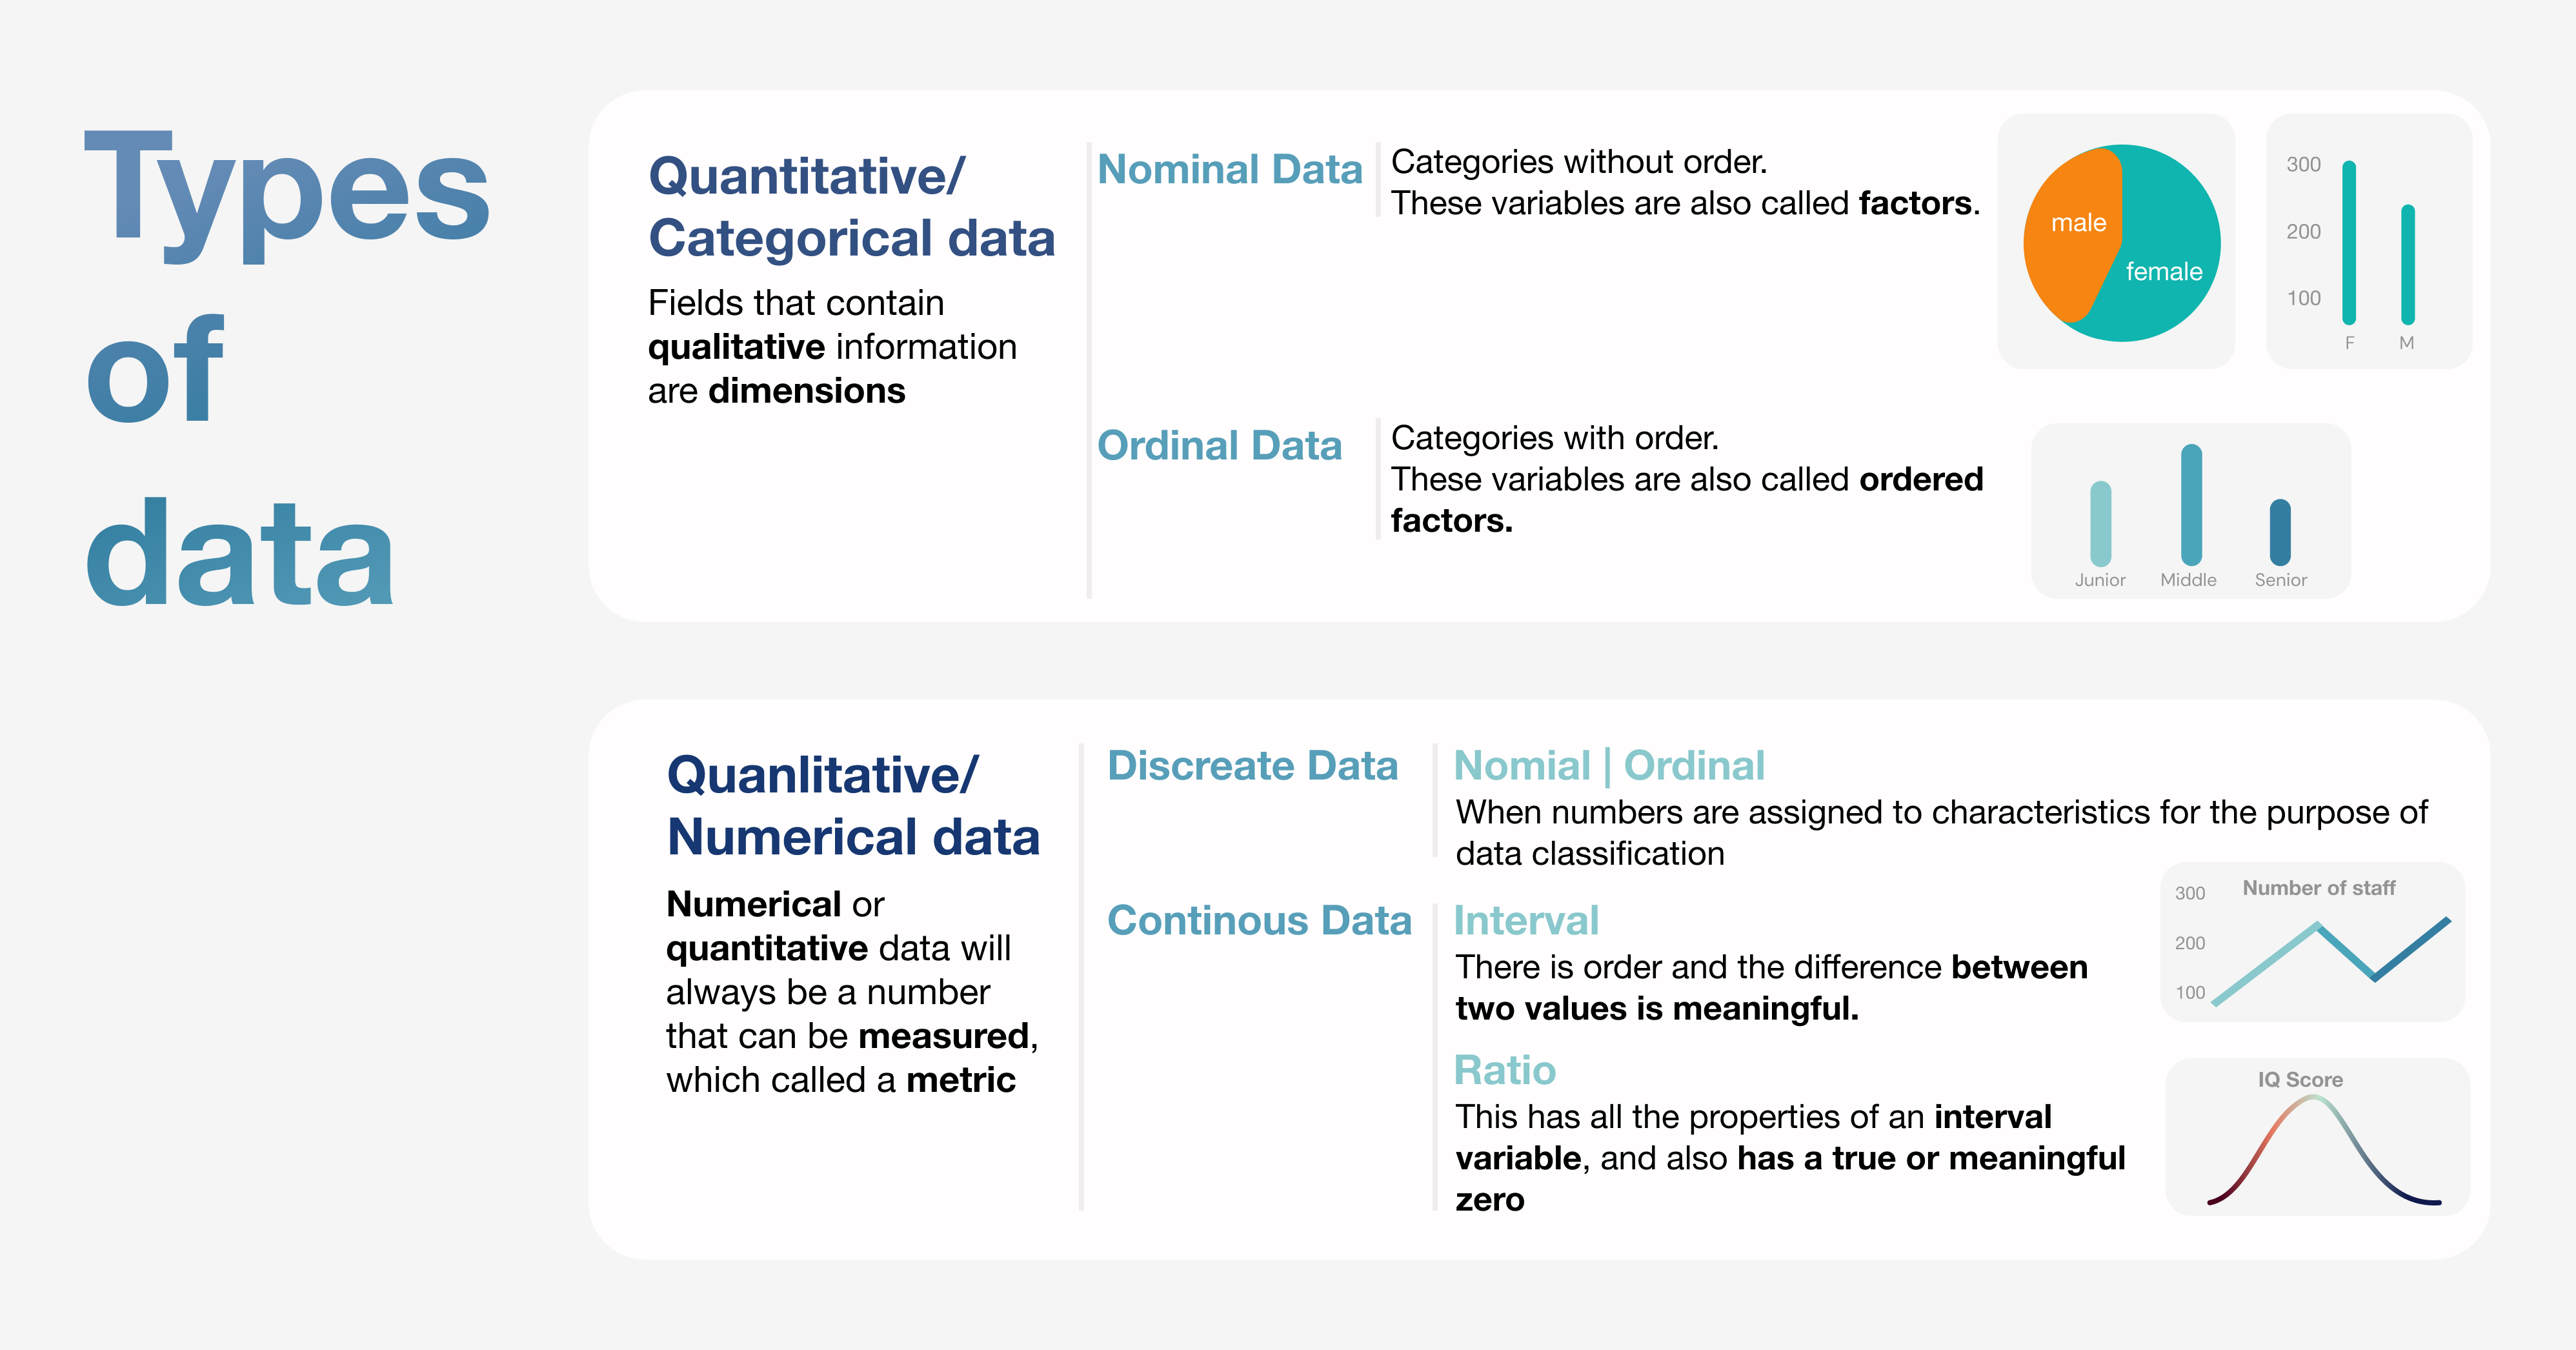 Types
of
data
Quantitative/
Categorical data
Fields that contain
qualitative information
are dimensions
Nominal Data
Categories without order.
These variables are also called factors.
male
female
300
200
100
F
M
Ordinal Data
Categories with order.
These variables are also called ordered
factors.
Junior
Middle
Senior
Quanlitative/
Numerical data
Numerical or
quantitative data will
always be a number
that can be measured,
which called a metric
Discreate Data
Nomial | Ordinal
When numbers are assigned to characteristics for the purpose of
data classification
Continous Data
Interval
There is order and the difference between
two values is meaningful.
Number of staff
300
200
100
Ratio
This has all the properties of an interval
variable, and also has a true or meaningful
zero
IQ Score